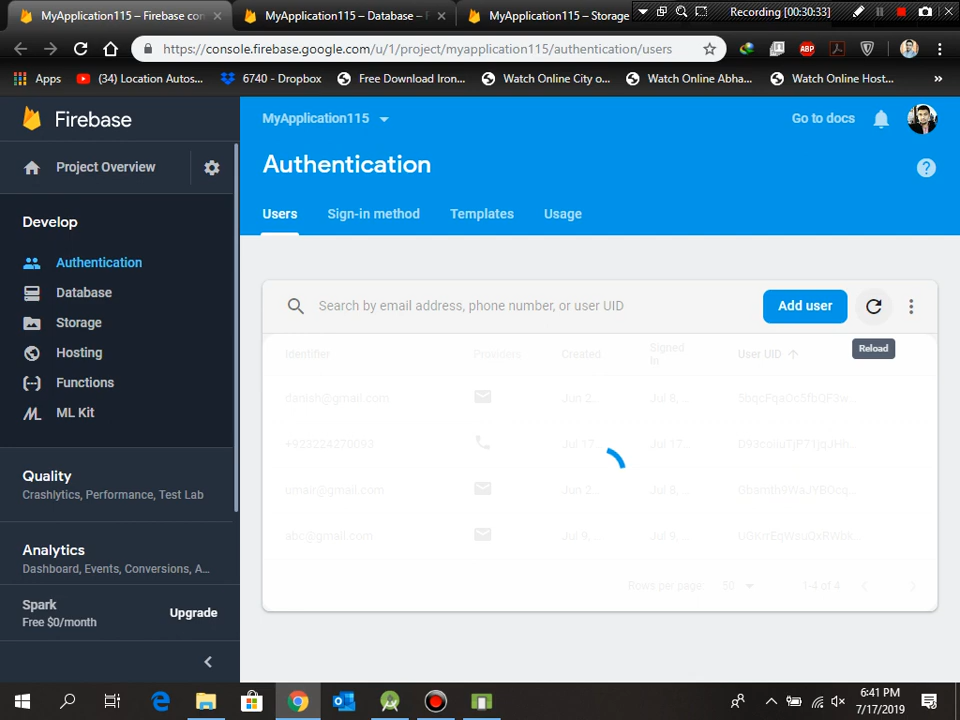 MyApplication115 – Firebase con
MyApplication115 – Database –
MyApplication115 – Storage
Recording [00:30:33]
https://console.firebase.google.com/u/1/project/myapplication115/authentication/users
ABP
Apps
(34) Location Autos...
6740 - Dropbox
Free Download Iron...
Watch Online City o...
Watch Online Abha...
Watch Online Host...
»
Firebase
MyApplication115
Go to docs
Project Overview
Authentication
Users
Sign-in method
Templates
Usage
Develop
Authentication
Database
Storage
Hosting
Functions
ML Kit
Quality
Crashlytics, Performance, Test Lab
Analytics
Dashboard, Events, Conversions, A...
Spark
Free $0/month
Upgrade
Search by email address, phone number, or user UID
Add user
Reload
Identifier
Providers
Created
Signed In
User UID
danish@gmail.com
Jun 2...
Jul 8, ...
+923224270093
Jul 17...
Jul 17...
umair@gmail.com
Jun 2...
Jul 8, ...
abc@gmail.com
Jul 9, ...
Jul 9, ...
Rows per page:
50
1-4 of 4
6:41 PM
7/17/2019